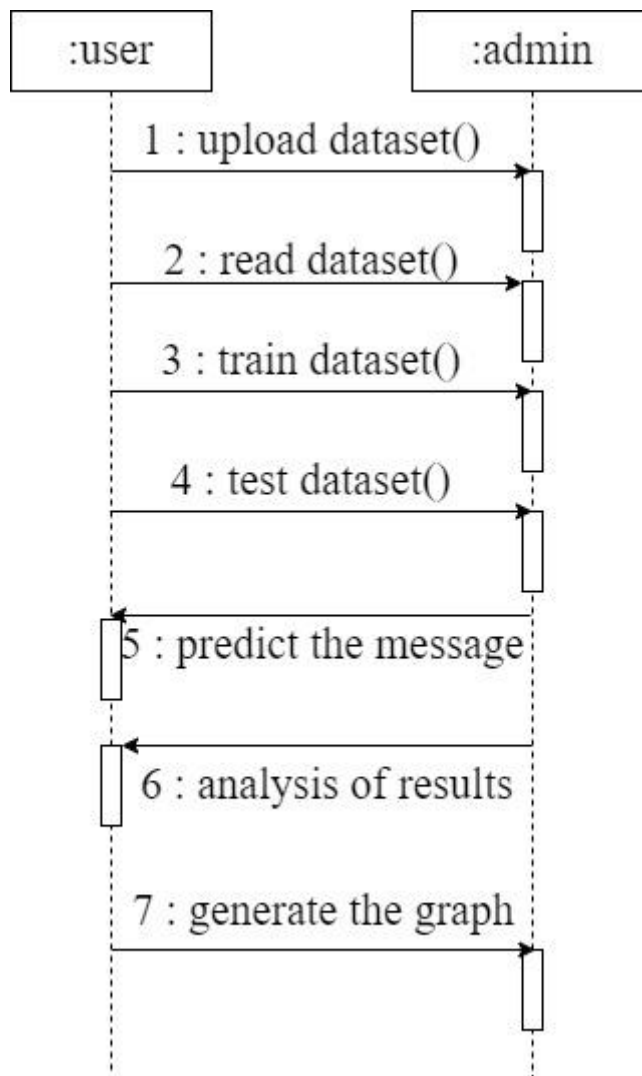 :user
:admin
1 : upload dataset()
2 : read dataset()
3 : train dataset()
4 : test dataset()
5 : predict the message
6 : analysis of results
7 : generate the graph